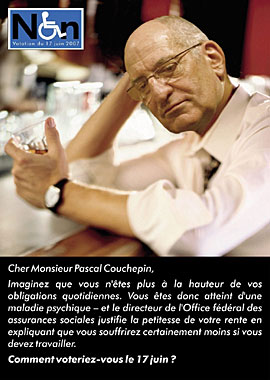 Non
Votation du 17 juin 2007
Cher Monsieur Pascal Couchepin,
Imaginez que vous n'êtes plus à la hauteur de vos
obligations quotidiennes. Vous êtes donc atteint d'une
maladie psychique – et le directeur de l'Office fédéral des
assurances sociales justifie la petitesse de votre rente en
expliquant que vous souffrirez certainement moins si vous
devez travailler.
Comment voteriez-vous le 17 juin ?